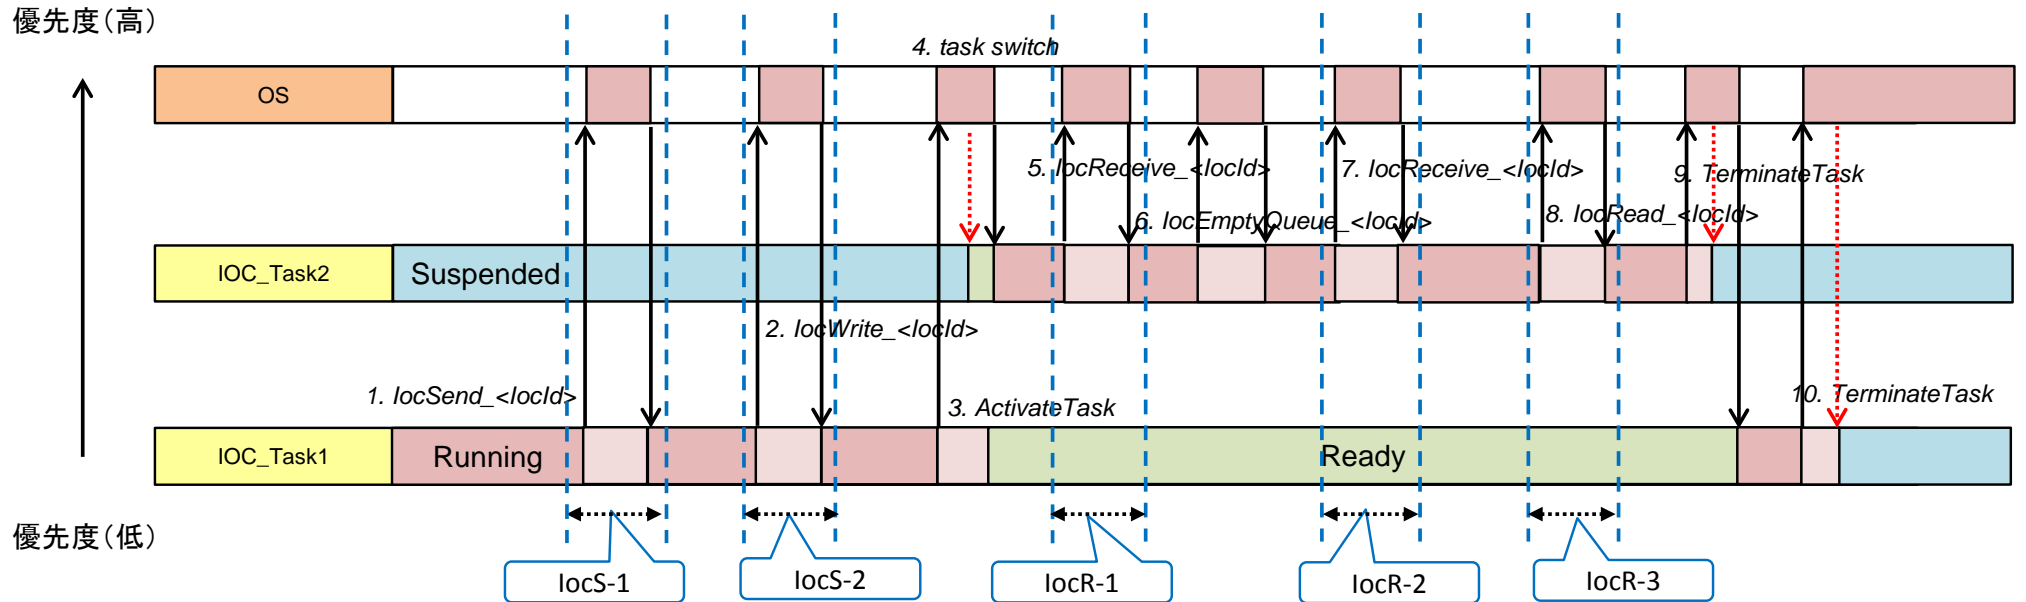 優先度(高)
4. task switch
OS
5. IocReceive_<IocId>
7. IocReceive_<IocId>
9. TerminateTask
6. IocEmptyQueue_<IocId>
8. IocRead_<IocId>
IOC_Task2
Suspended
2. IocWrite_<IocId>
1. IocSend_<IocId>
3. ActivateTask
10. TerminateTask
IOC_Task1
Running
Ready
優先度(低)
IocS-1
IocS-2
IocR-1
IocR-2
IocR-3